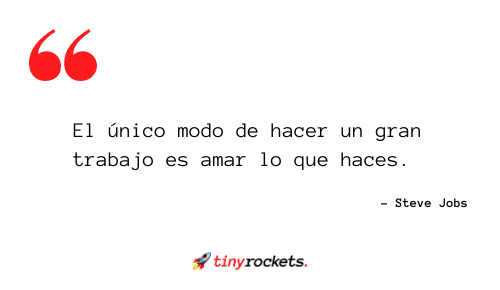 El único modo de hacer un gran
trabajo es amar lo que haces.
– Steve Jobs
tinyrockets.